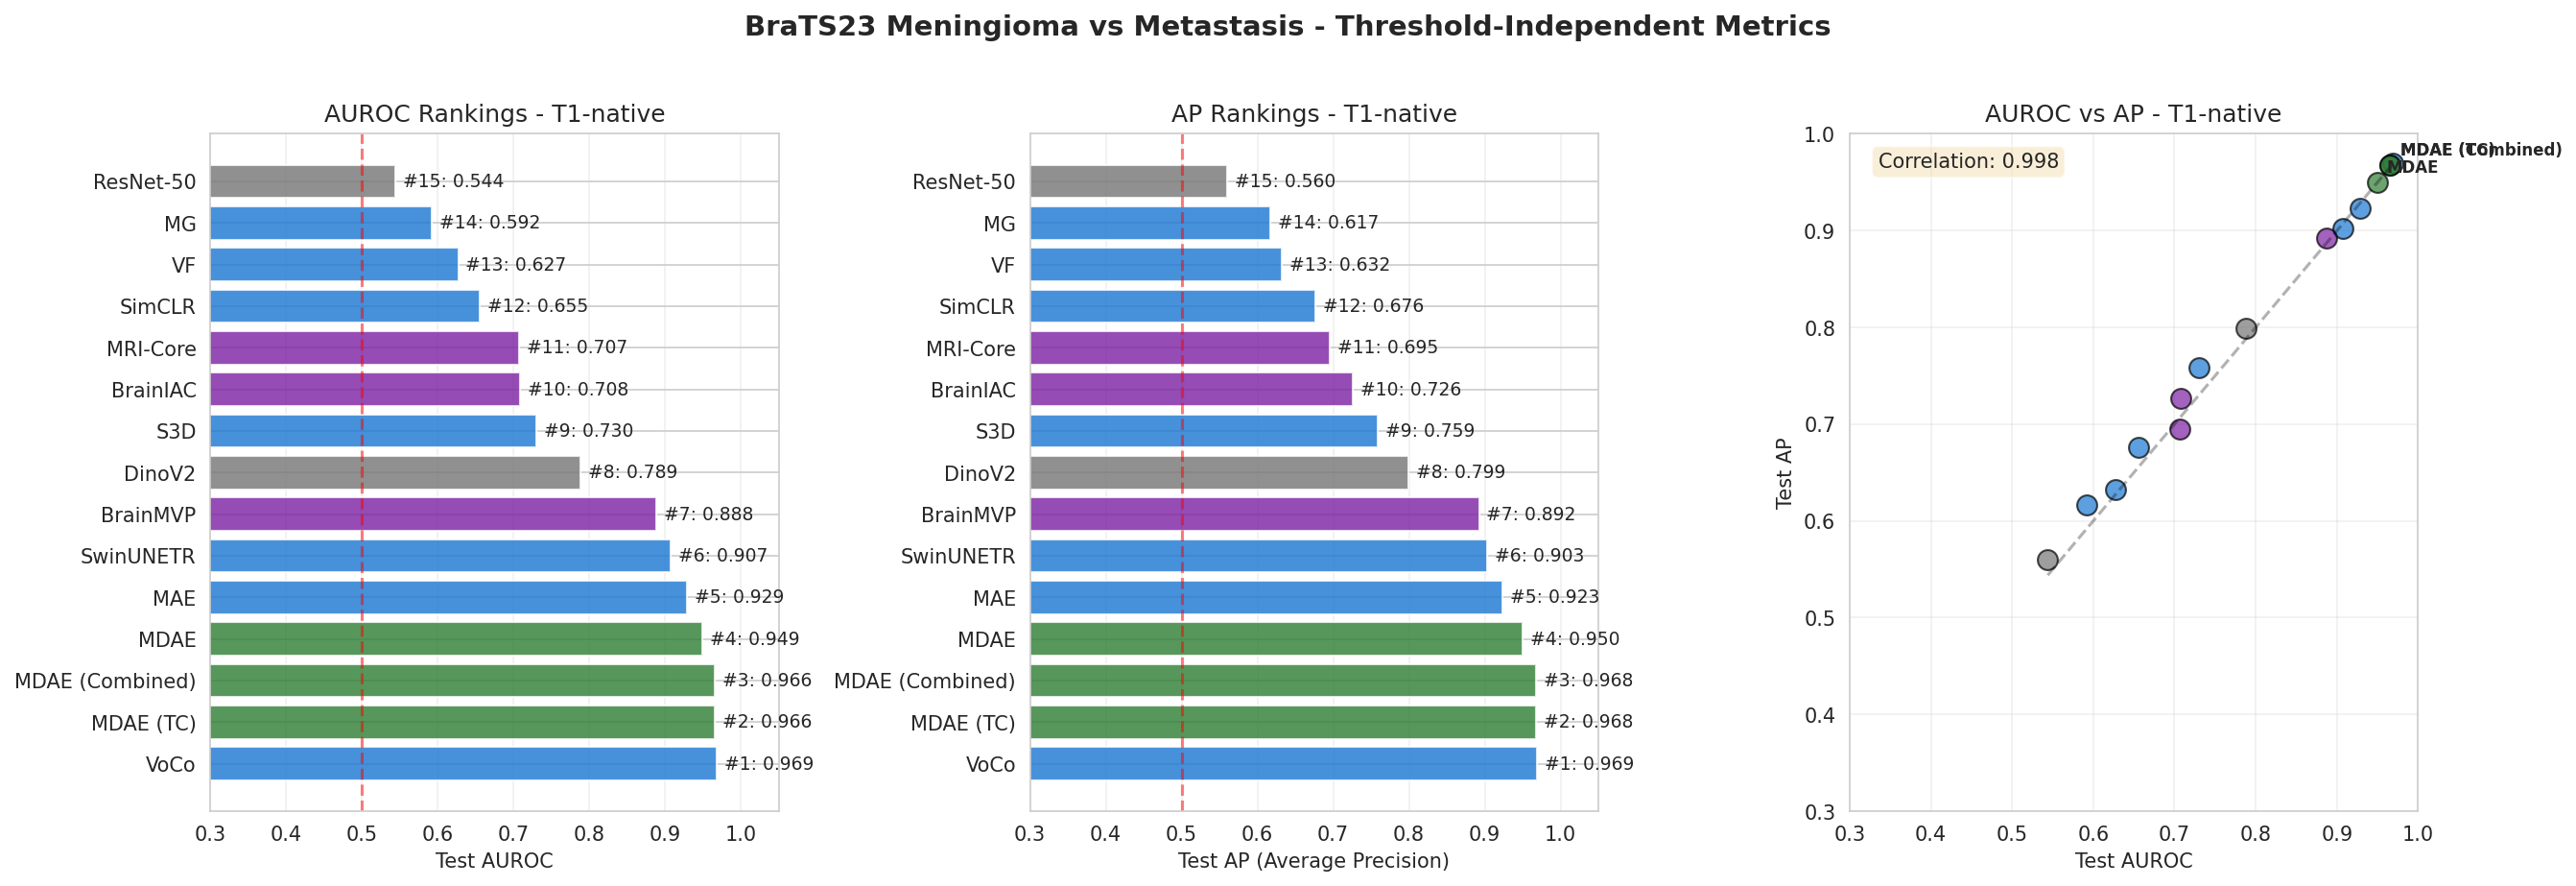 BraTS23 Meningioma vs Metastasis - Threshold-Independent Metrics
AUROC Rankings - T1-native
ResNet-50
#15: 0.544
MG
#14: 0.592
VF
#13: 0.627
SimCLR
#12: 0.655
MRI-Core
#11: 0.707
BrainIAC
#10: 0.708
S3D
#9: 0.730
DinoV2
#8: 0.789
BrainMVP
#7: 0.888
SwinUNETR
#6: 0.907
MAE
#5: 0.929
MDAE
#4: 0.949
MDAE (Combined)
#3: 0.966
MDAE (TC)
#2: 0.966
VoCo
#1: 0.969
0.3 0.4 0.5 0.6 0.7 0.8 0.9 1.0
Test AUROC
AP Rankings - T1-native
ResNet-50
#15: 0.560
MG
#14: 0.617
VF
#13: 0.632
SimCLR
#12: 0.676
MRI-Core
#11: 0.695
BrainIAC
#10: 0.726
S3D
#9: 0.759
DinoV2
#8: 0.799
BrainMVP
#7: 0.892
SwinUNETR
#6: 0.903
MAE
#5: 0.923
MDAE
#4: 0.950
MDAE (Combined)
#3: 0.968
MDAE (TC)
#2: 0.968
VoCo
#1: 0.969
0.3 0.4 0.5 0.6 0.7 0.8 0.9 1.0
Test AP (Average Precision)
AUROC vs AP - T1-native
Correlation: 0.998
MDAE (TC)
MDAE (Combined)
MDAE
1.0
0.9
0.8
0.7
0.6
0.5
0.4
0.3
Test AP
0.3 0.4 0.5 0.6 0.7 0.8 0.9 1.0
Test AUROC